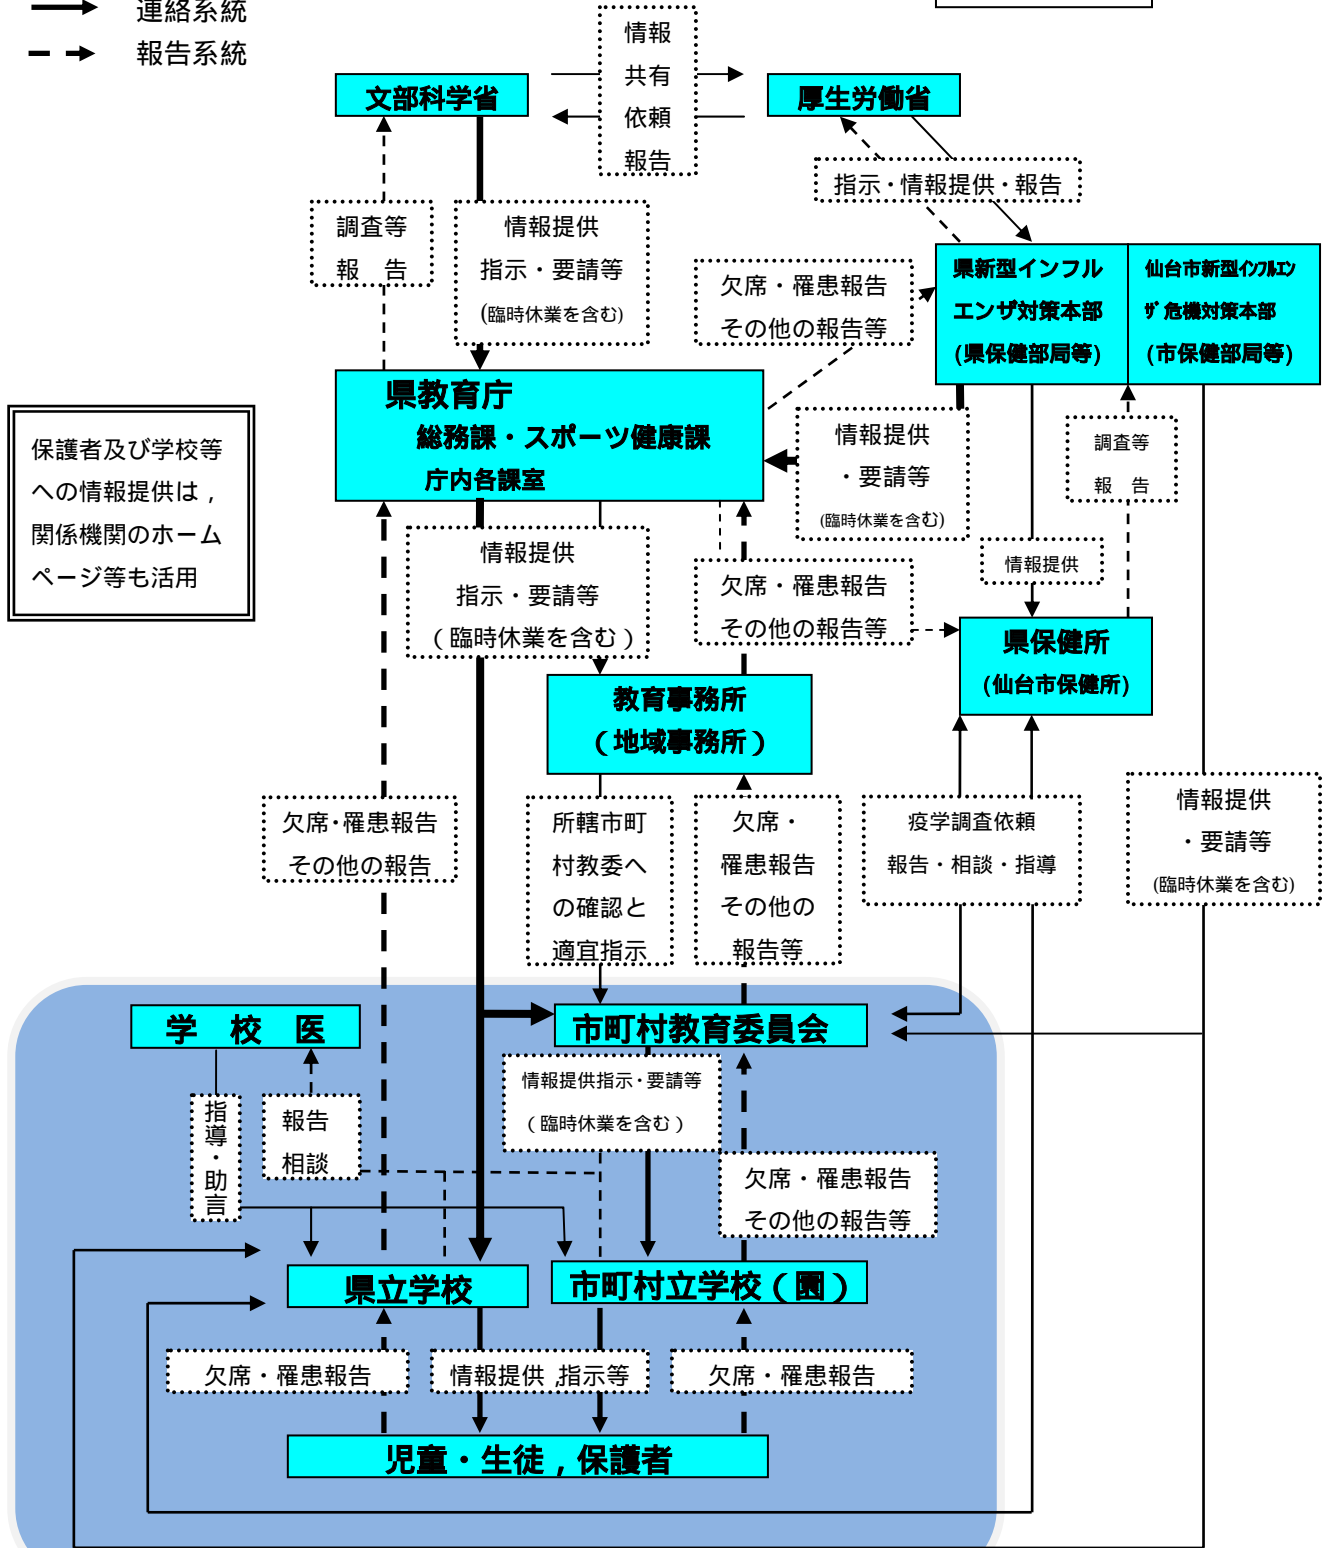 連絡系統
報告系統
情報
共有
依頼
報告
文部科学省
厚生労働省
指示・情報提供・報告
調査等
報　告
情報提供
指示・要請等
(臨時休業を含む)
欠席・罹患報告
その他の報告等
県新型インフル
エンザ対策本部
(県保健部局等)
仙台市新型インフルエン
ザ危機対策本部
(市保健部局等)
県教育庁
総務課・スポーツ健康課
庁内各課室
保護者及び学校等
への情報提供は，
関係機関のホーム
ページ等も活用
情報提供
・要請等
(臨時休業を含む)
調査等
報　告
情報提供
指示・要請等
（臨時休業を含む）
欠席・罹患報告
その他の報告等
情報提供
県保健所
(仙台市保健所)
教育事務所
（地域事務所）
欠席・罹患報告
その他の報告
所轄市町
村教委へ
の確認と
適宜指示
欠席・
罹患報告
その他の
報告等
疫学調査依頼
報告・相談・指導
情報提供
・要請等
(臨時休業を含む)
学　校　医
市町村教育委員会
指導・助言
報告
相談
情報提供指示・要請等
（臨時休業を含む）
欠席・罹患報告
その他の報告等
県立学校
市町村立学校（園）
欠席・罹患報告
情報提供，指示等
欠席・罹患報告
児童・生徒，保護者